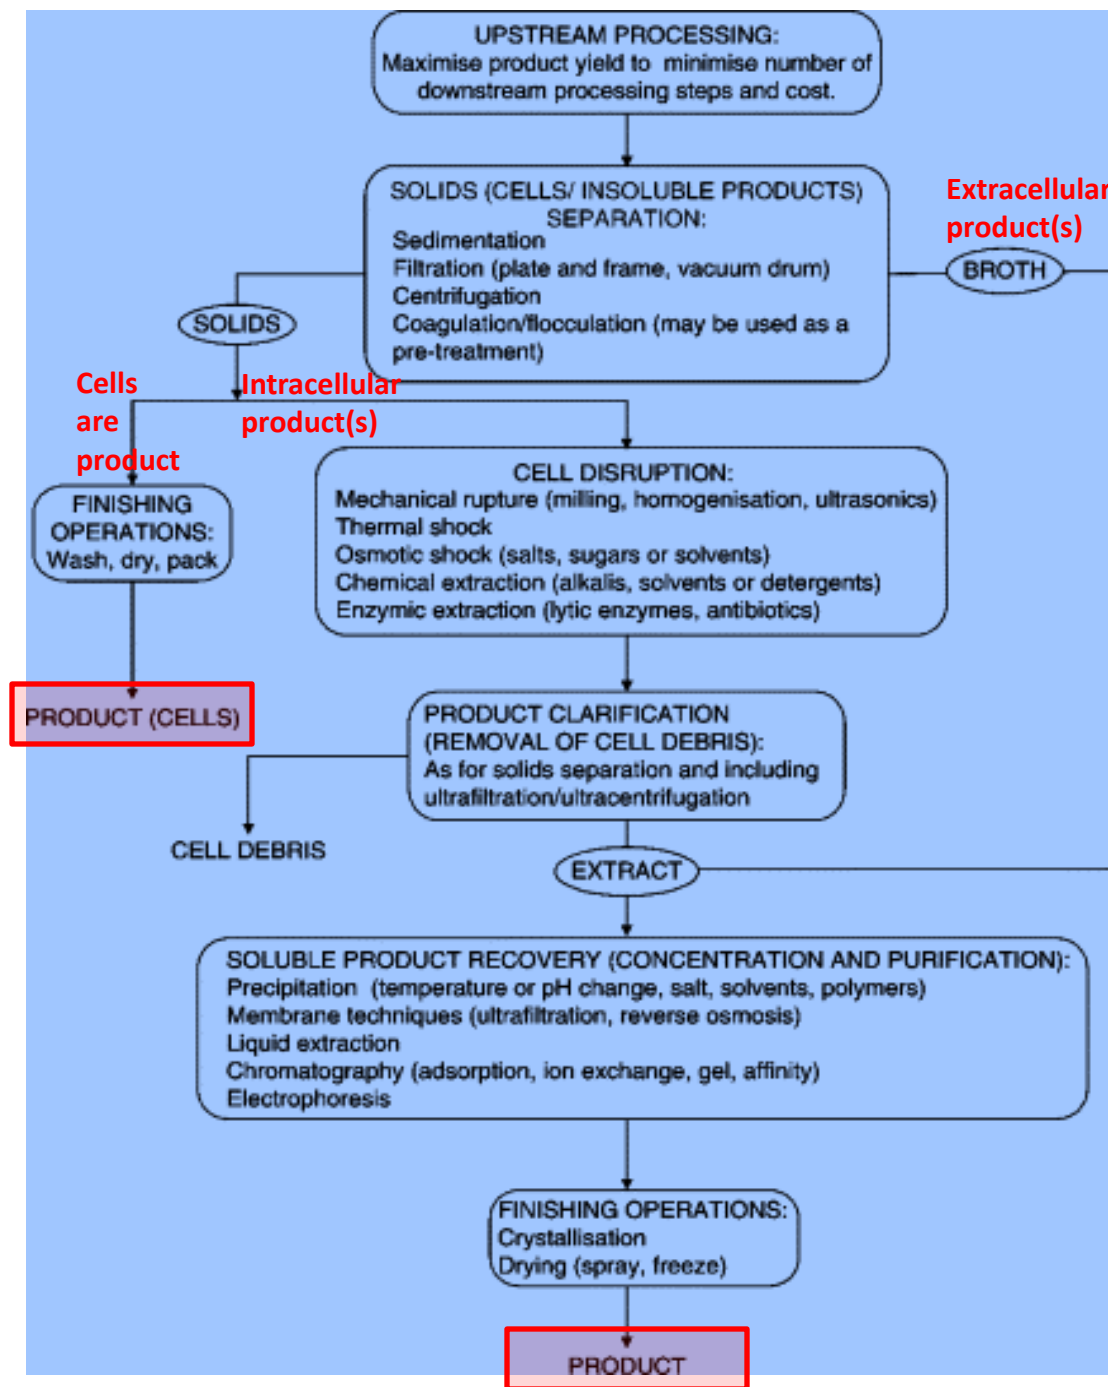 UPSTREAM PROCESSING:
Maximise product yield to minimise number of
downstream processing steps and cost.
SOLIDS (CELLS/ INSOLUBLE PRODUCTS)
SEPARATION:
Sedimentation
Filtration (plate and frame, vacuum drum)
Centrifugation
Coagulation/flocculation (may be used as a
pre-treatment)
Extracellular
product(s)
BROTH
SOLIDS
Cells
are
product
Intracellular
product(s)
FINISHING
OPERATIONS:
Wash, dry, pack
PRODUCT (CELLS)
CELL DISRUPTION:
Mechanical rupture (milling, homogenisation, ultrasonics)
Thermal shock
Osmotic shock (salts, sugars or solvents)
Chemical extraction (alkalis, solvents or detergents)
Enzymic extraction (lytic enzymes, antibiotics)
PRODUCT CLARIFICATION
(REMOVAL OF CELL DEBRIS):
As for solids separation and including
ultrafiltration/ultracentrifugation
CELL DEBRIS
EXTRACT
SOLUBLE PRODUCT RECOVERY (CONCENTRATION AND PURIFICATION):
Precipitation (temperature or pH change, salt, solvents, polymers)
Membrane techniques (ultrafiltration, reverse osmosis)
Liquid extraction
Chromatography (adsorption, ion exchange, gel, affinity)
Electrophoresis
FINISHING OPERATIONS:
Crystallisation
Drying (spray, freeze)
PRODUCT